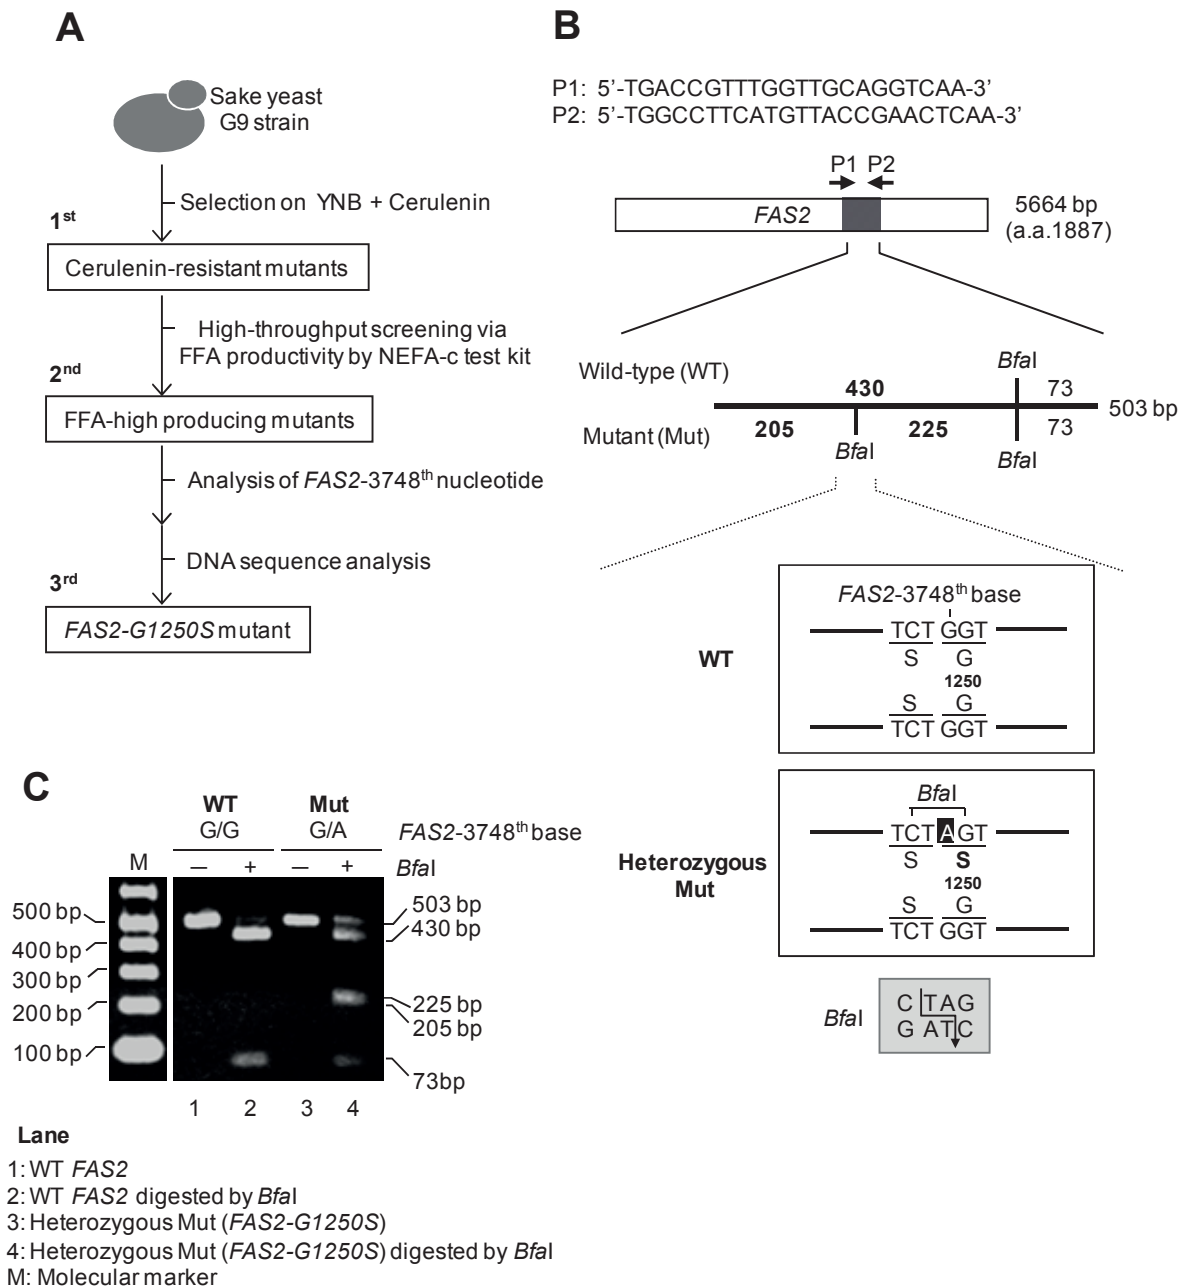 A
Sake yeast
G9 strain
Selection on YNB + Cerulenin
1st
Cerulenin-resistant mutants
High-throughput screening via
FFA productivity by NEFA-c test kit
2nd
FFA-high producing mutants
Analysis of FAS2-3748th nucleotide
DNA sequence analysis
3rd
FAS2-G1250S mutant
B
P1: 5’-TGACCGTTTGGTTGCAGGTCAA-3’
P2: 5’-TGGCCTTCATGTTACCGAACTCAA-3’
P1 P2
FAS2
5664 bp
(a.a.1887)
Wild-type (WT)
BfaI
430
73
503 bp
Mutant (Mut)
205
225
73
BfaI
BfaI
FAS2-3748th base
TCT GGT
S G
WT
1250
S G
TCT GGT
BfaI
TCT AGT
S S
Heterozygous
Mut
1250
S G
TCT GGT
BfaI
C TAG
G ATC
C
WT Mut
G/G G/A
FAS2-3748th base
M – + – + BfaI
500 bp
400 bp
300 bp
200 bp
100 bp
503 bp
430 bp
225 bp
205 bp
73bp
1 2 3 4
Lane
1: WT FAS2
2: WT FAS2 digested by BfaI
3: Heterozygous Mut (FAS2-G1250S)
4: Heterozygous Mut (FAS2-G1250S) digested by BfaI
M: Molecular marker